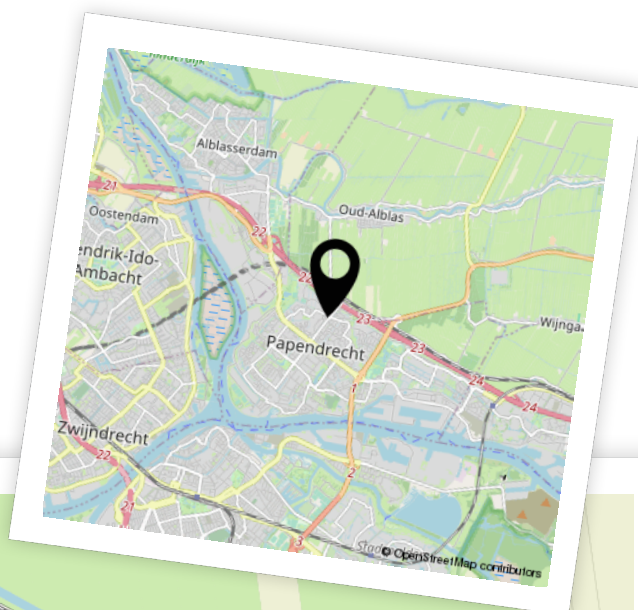 Kinderdijk
Alblasserdam
21
Oostendam
Oud-Alblas
22
endrik-Ido-
Ambacht
22
23
Wijnga
Papendrecht
23
24
1
24
Zwijndrecht
22
2
21
3
© OpenStreetMap contributors